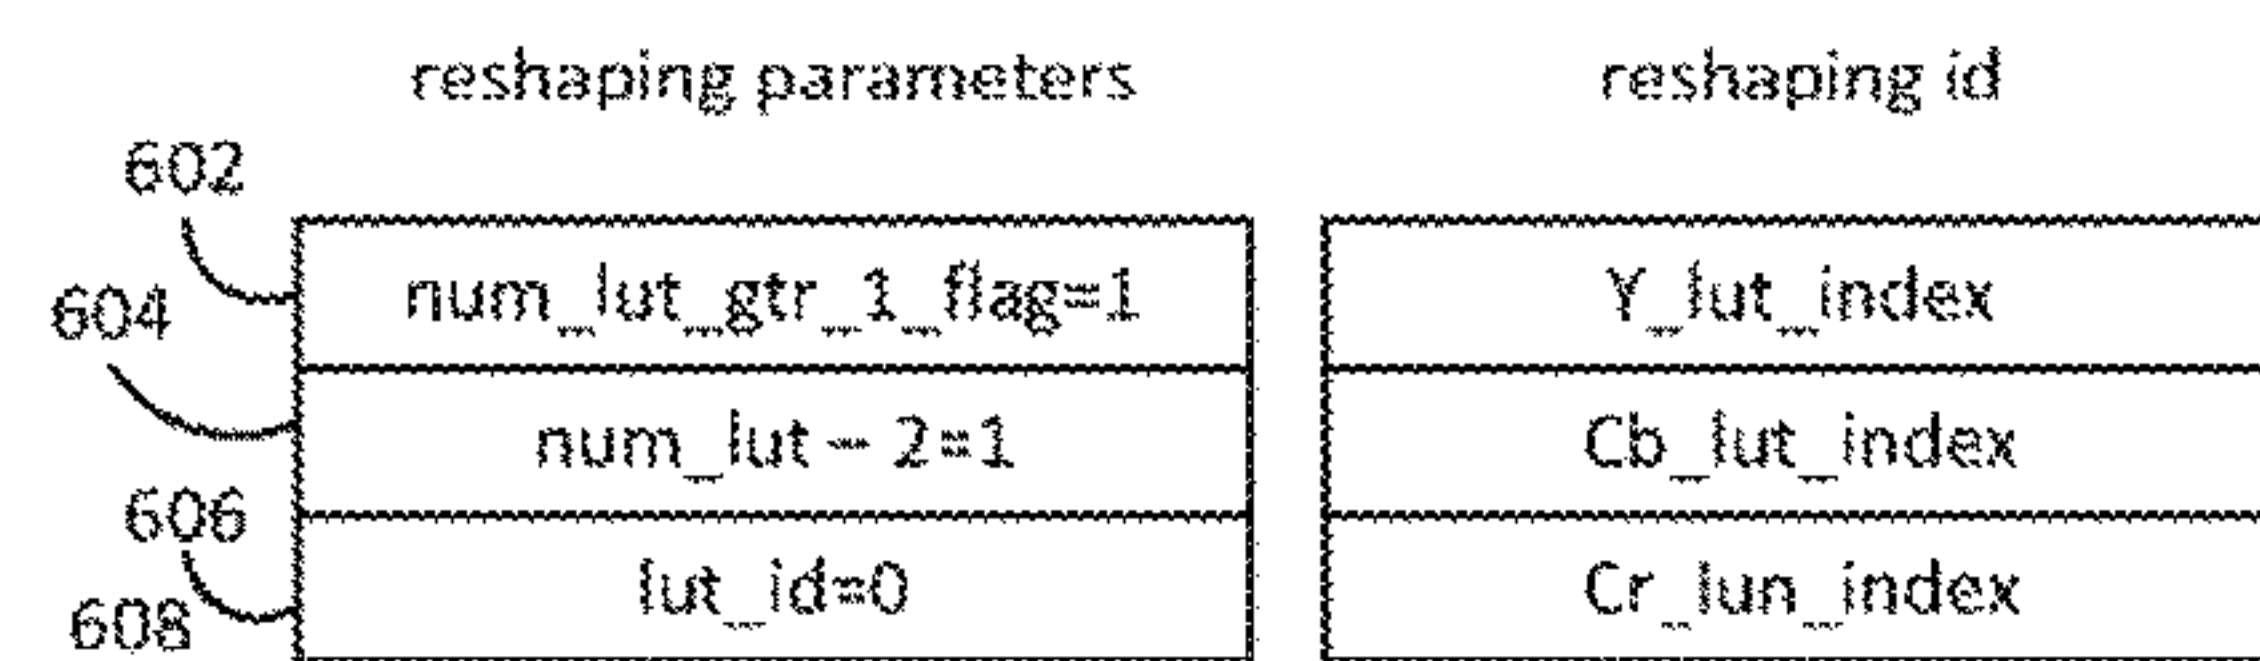 reshaping parameters reshaping id
602
num_lut_gtr_1_flag=1 Y_lut_index
604
num_lut – 2=1 Cb_lut_index
606
lut_id=0 Cr_lun_index
608